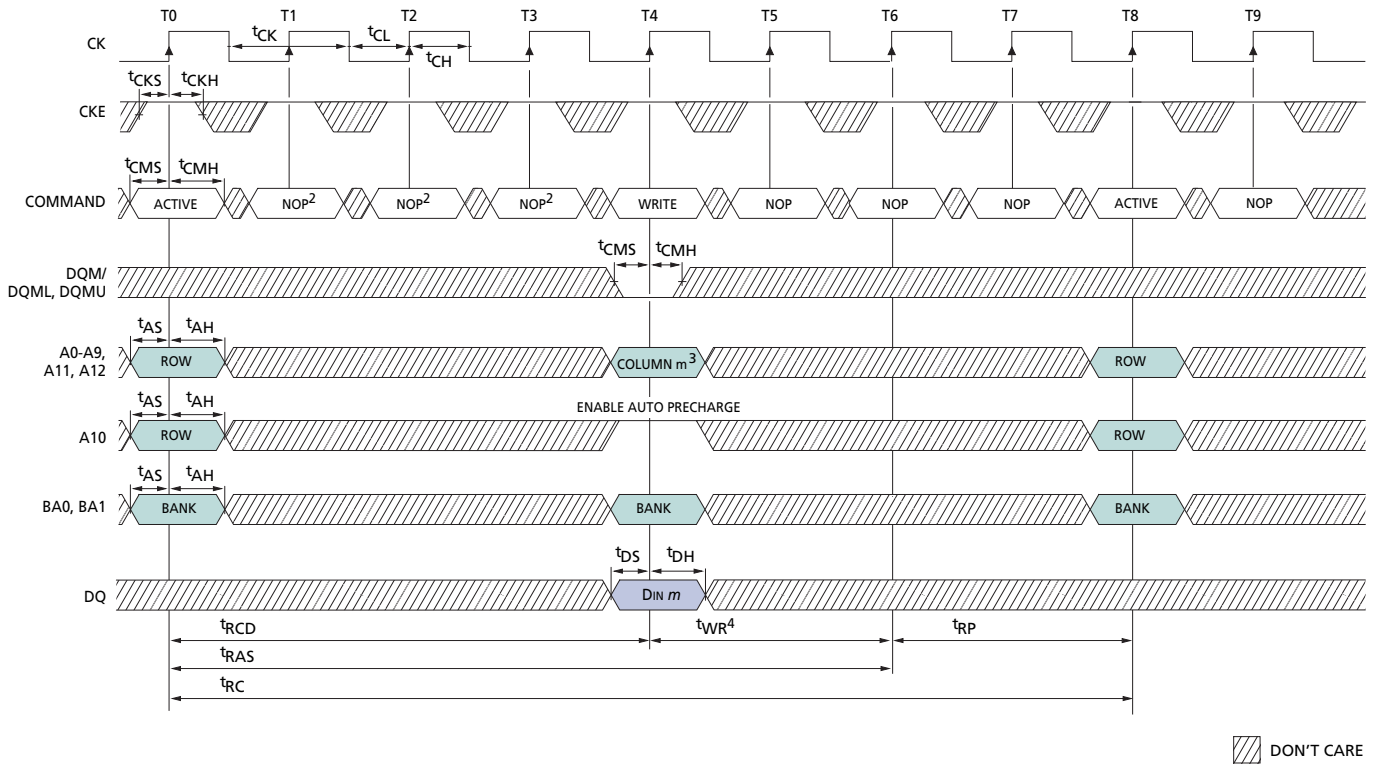 T0 T1 T2 T3 T4 T5 T6 T7 T8 T9
CK
tCK tCL
tCH
tCKS tCKH
CKE
tCMS tCMH
COMMAND ACTIVE NOP2 NOP2 NOP2 WRITE NOP NOP NOP ACTIVE NOP
tCMS tCMH
DQM/
DQML, DQMU
tAS tAH
A0-A9,
A11, A12
ROW COLUMN m3 ROW
tAS tAH
ENABLE AUTO PRECHARGE
A10 ROW ROW
tAS tAH
BA0, BA1 BANK BANK BANK
tDS tDH
DQ DIN m
tRCD tWR4 tRP
tRAS
tRC
DON'T CARE